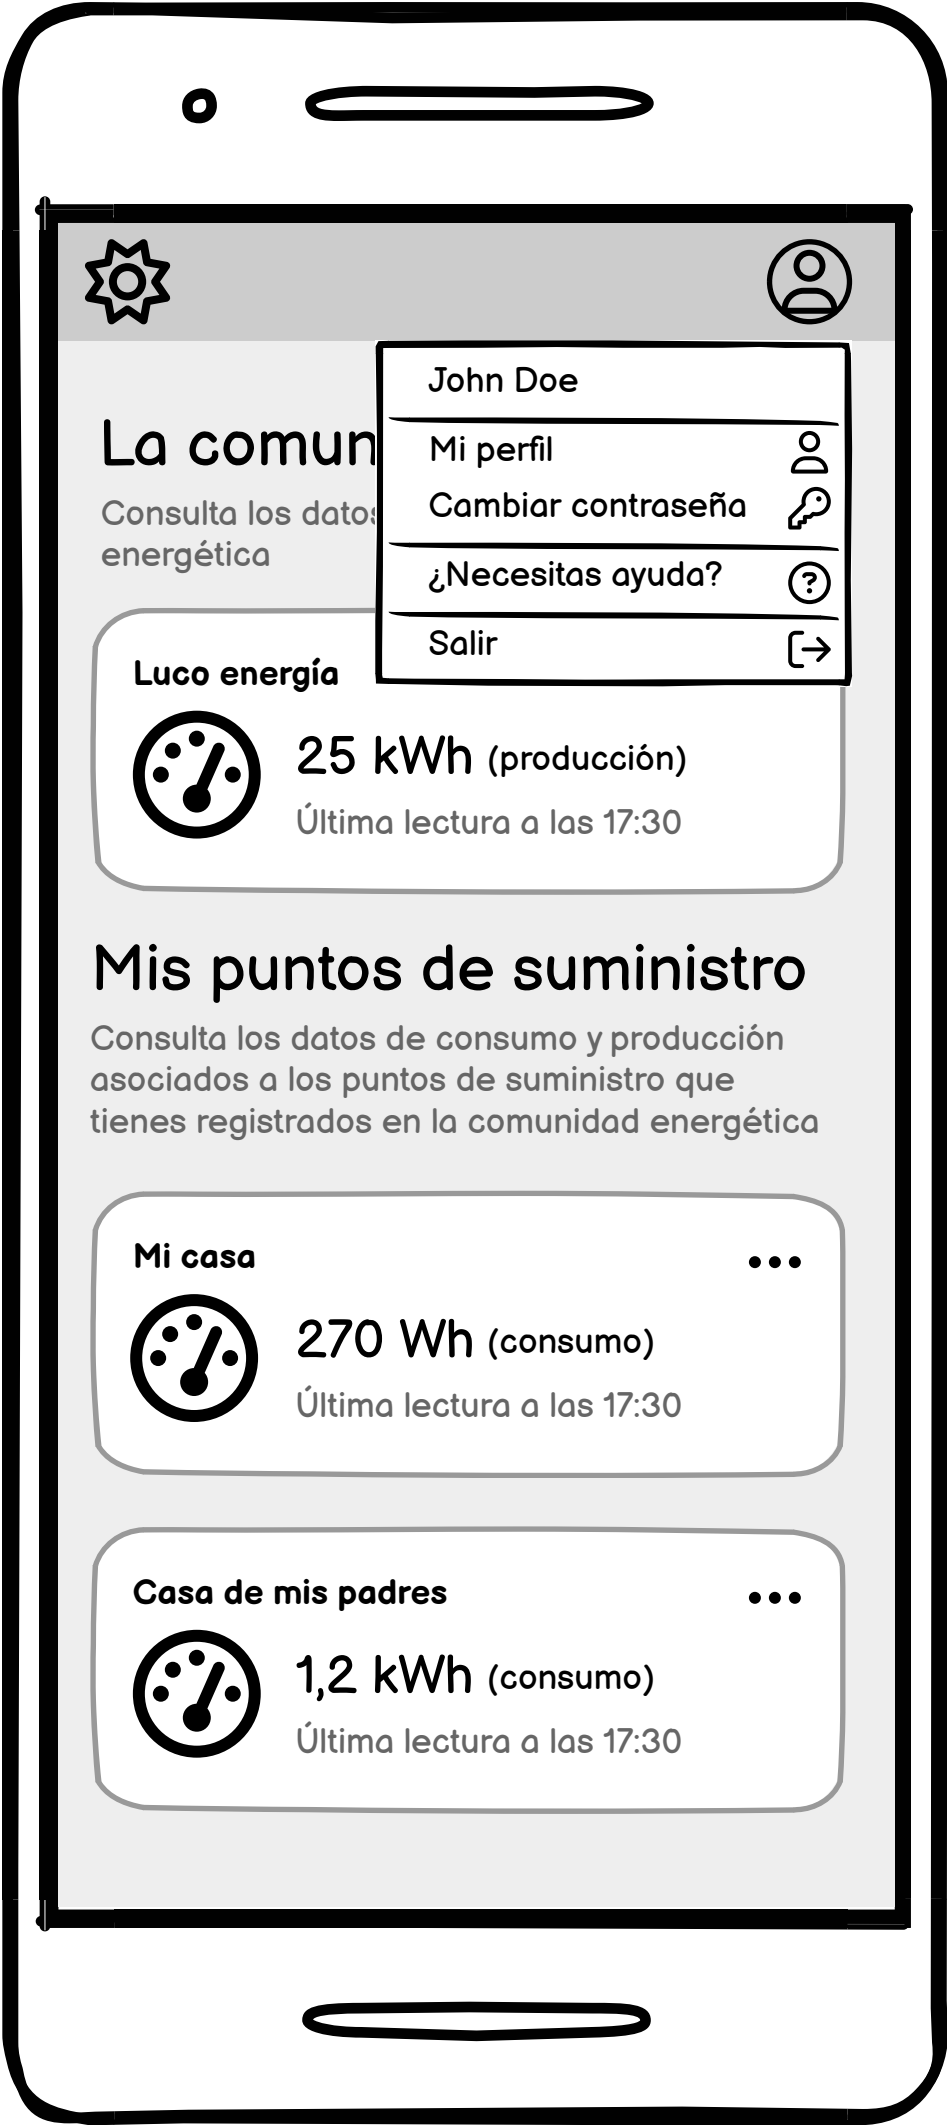 John Doe
Mi perfil
Cambiar contraseña
¿Necesitas ayuda?
Salir
La comun
Consulta los datos
energética
Luco energía
25 kWh (producción)
Última lectura a las 17:30
Mis puntos de suministro
Consulta los datos de consumo y producción
asociados a los puntos de suministro que
tienes registrados en la comunidad energética
Mi casa
270 Wh (consumo)
Última lectura a las 17:30
Casa de mis padres
1,2 kWh (consumo)
Última lectura a las 17:30